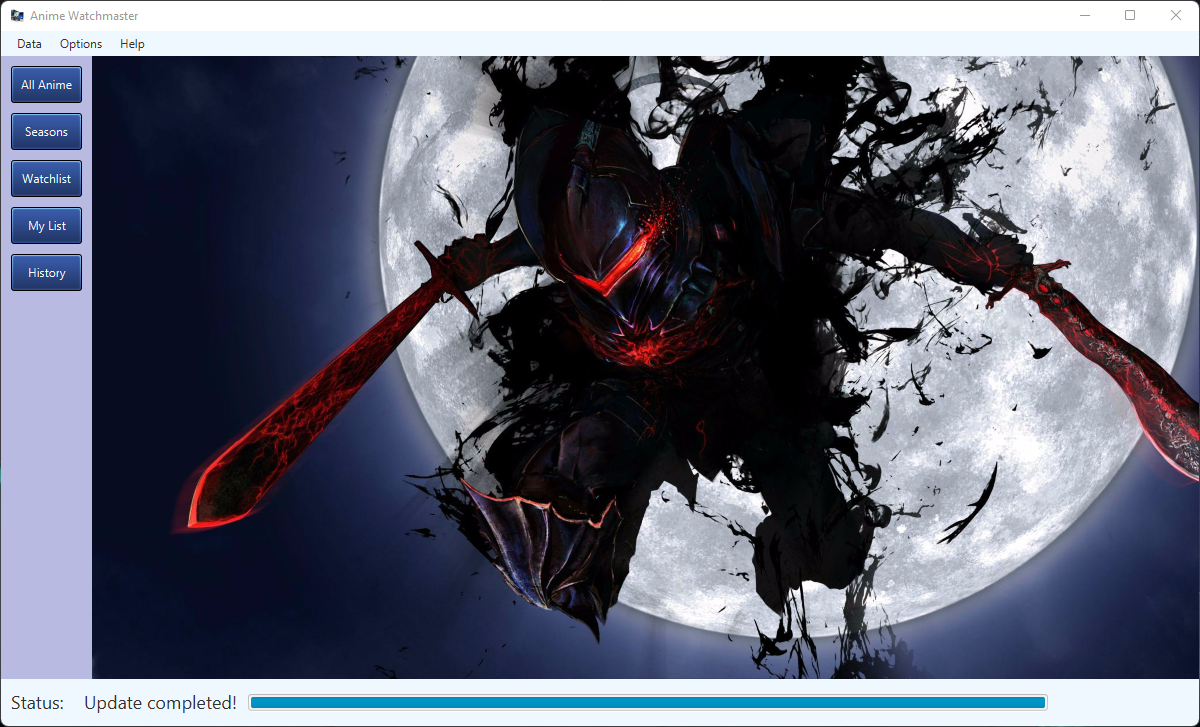 Anime Watchmaster
Data Options Help
All Anime
Seasons
Watchlist
My List
History
Status: Update completed!